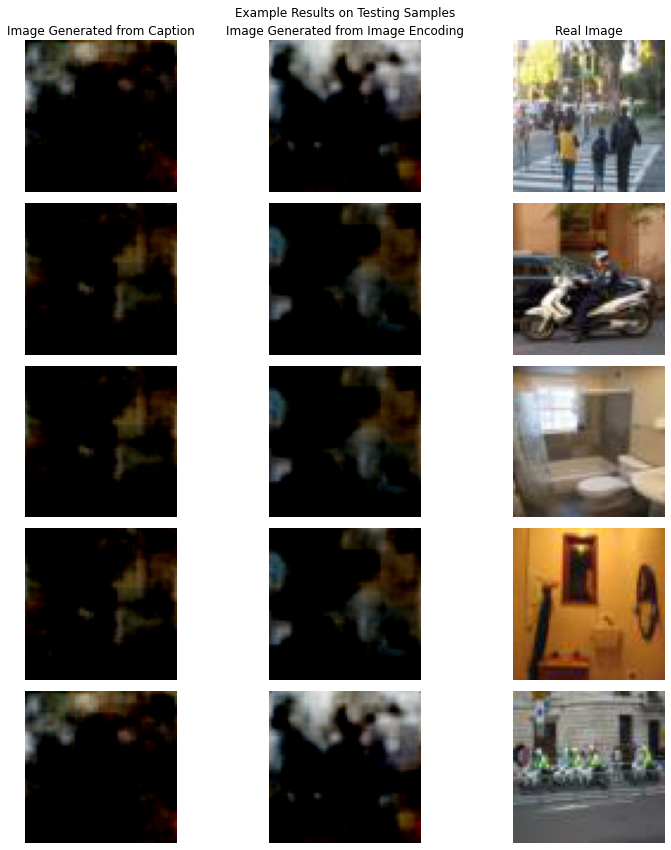 Example Results on Testing Samples
Image Generated from Caption
Image Generated from Image Encoding
Real Image